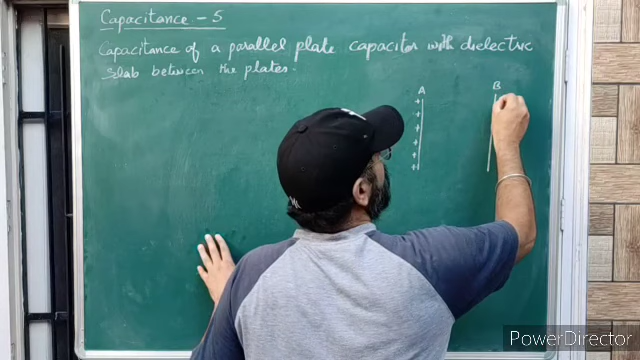 Capacitance - 5
Capacitance of a parallel plate capacitor with dielectric
slab between the plates.
A B
+
+
+
+
+
+
PowerDirector